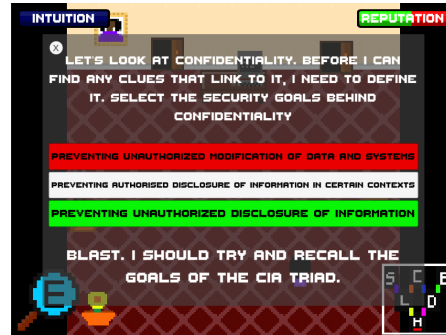 INTUITION
REPUTATION
X
LET'S LOOK AT CONFIDENTIALITY. BEFORE I CAN
FIND ANY CLUES THAT LINK TO IT, I NEED TO DEFINE
IT. SELECT THE SECURITY GOALS BEHIND
CONFIDENTIALITY
PREVENTING UNAUTHORIZED MODIFICATION OF DATA AND SYSTEMS
PREVENTING AUTHORISED DISCLOSURE OF INFORMATION IN CERTAIN CONTEXTS
PREVENTING UNAUTHORIZED DISCLOSURE OF INFORMATION
BLAST. I SHOULD TRY AND RECALL THE
GOALS OF THE CIA TRIAD.
E
S C B
L D
H